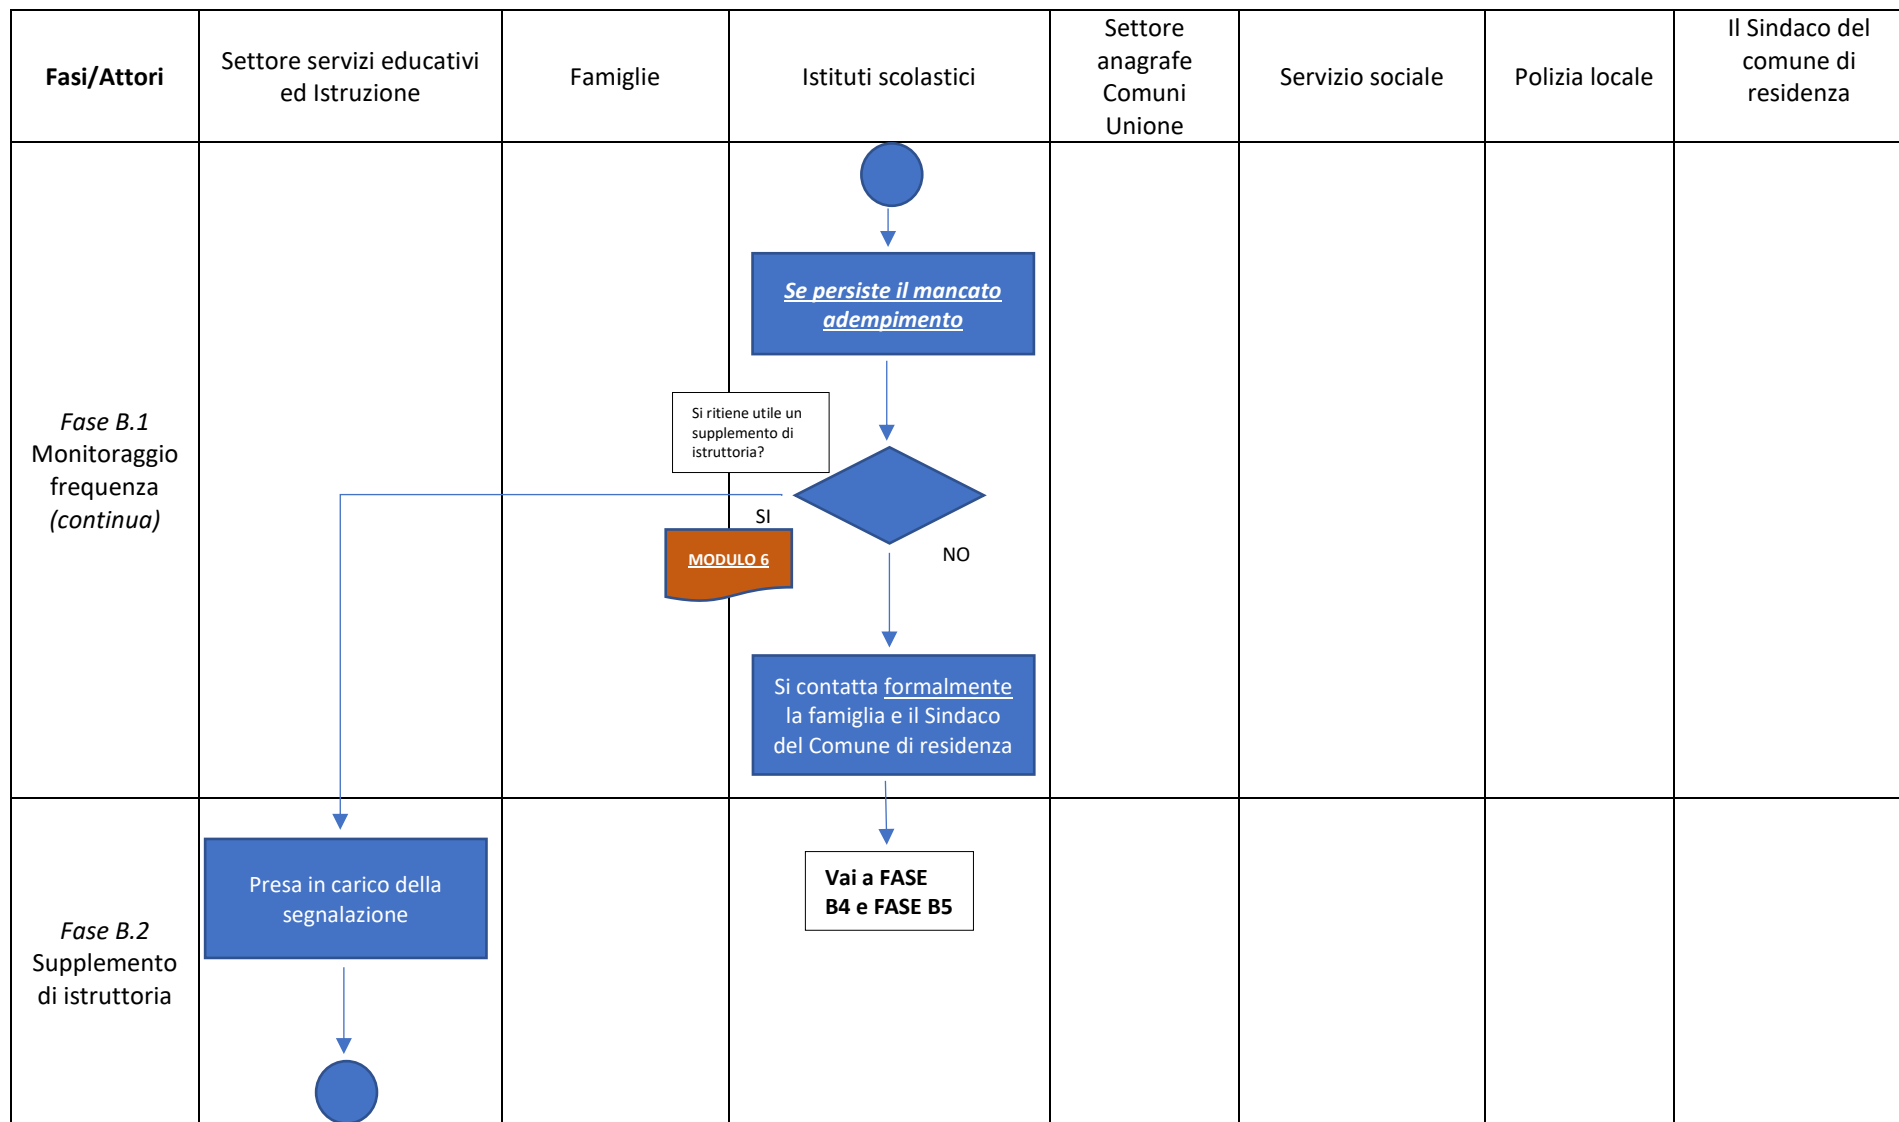 Fasi/Attori
Settore servizi educativi
ed Istruzione
Famiglie
Istituti scolastici
Settore
anagrafe
Comuni
Unione
Servizio sociale
Polizia locale
Il Sindaco del
comune di
residenza
Fase B.1
Monitoraggio
frequenza
(continua)
Se persiste il mancato
adempimento
Si ritiene utile un
supplemento di
istruttoria?
SI
MODULO 6
NO
Si contatta formalmente
la famiglia e il Sindaco
del Comune di residenza
Fase B.2
Supplemento
di istruttoria
Presa in carico della
segnalazione
Vai a FASE
B4 e FASE B5